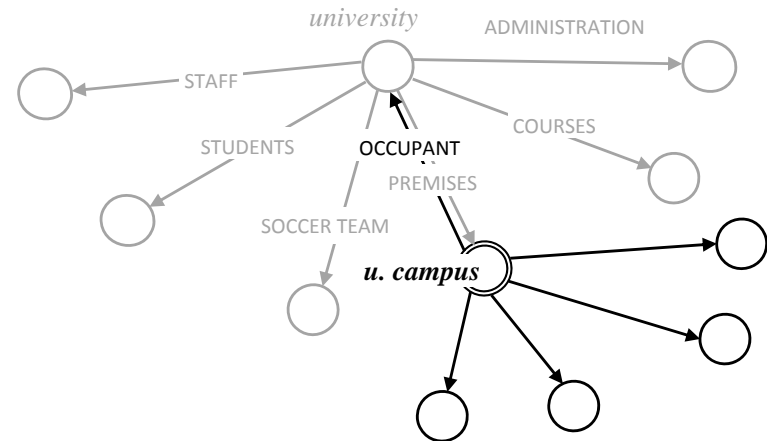 university
ADMINISTRATION
STAFF
COURSES
STUDENTS
OCCUPANT
PREMISES
SOCCER TEAM
u. campus